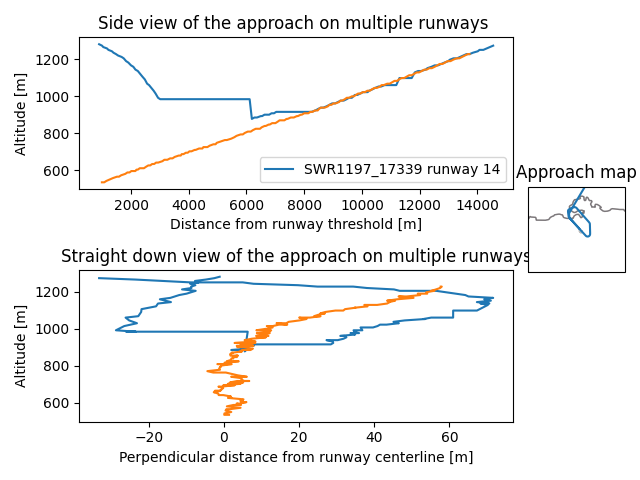 Side view of the approach on multiple runways
Altitude [m]
1200
1000
800
600
SWR1197_17339 runway 14
2000 4000 6000 8000 10000 12000 14000
Distance from runway threshold [m]
Approach map
Straight down view of the approach on multiple runways
Altitude [m]
1200
1000
800
600
−20 0 20 40 60
Perpendicular distance from runway centerline [m]